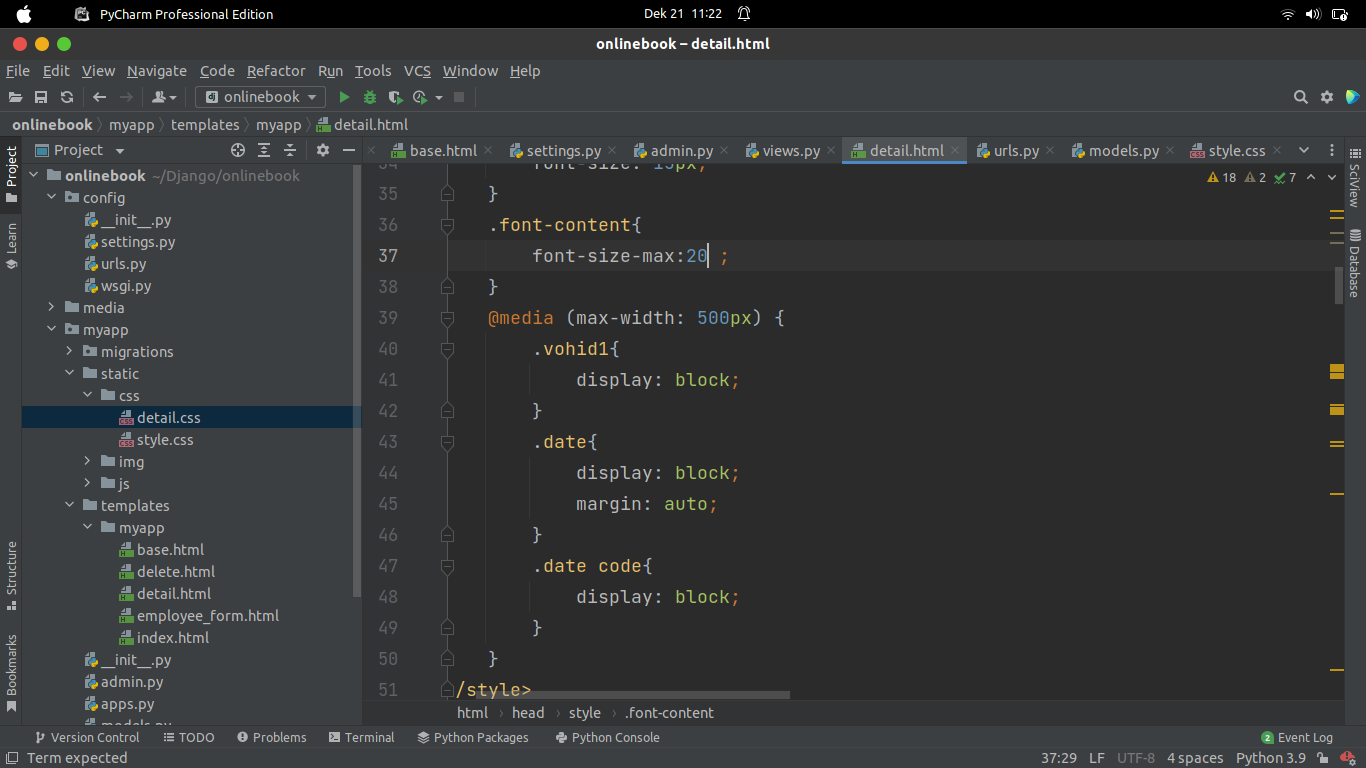 PyCharm Professional Edition
Dek 21 11:22
onlinebook – detail.html
File Edit View Navigate Code Refactor Run Tools VCS Window Help
onlinebook
onlinebook myapp templates myapp detail.html
Project
base.html settings.py admin.py views.py detail.html urls.py models.py style.css
Project
Learn
Structure
Bookmarks
onlinebook ~/Django/onlinebook
config
__init__.py
settings.py
urls.py
wsgi.py
media
myapp
migrations
static
css
detail.css
style.css
img
js
templates
myapp
base.html
delete.html
detail.html
employee_form.html
index.html
__init__.py
admin.py
apps.py
models.py
18 2 7
34 font-size: 15px;
35 }
36 .font-content{
37 font-size-max:20 ;
38 }
39 @media (max-width: 500px) {
40 .vohid1{
41 display: block;
42 }
43 .date{
44 display: block;
45 margin: auto;
46 }
47 .date code{
48 display: block;
49 }
50 }
51 /style>
html head style .font-content
SciView
Database
Version Control TODO Problems Terminal Python Packages Python Console 2 Event Log
Term expected 37:29 LF UTF-8 4 spaces Python 3.9